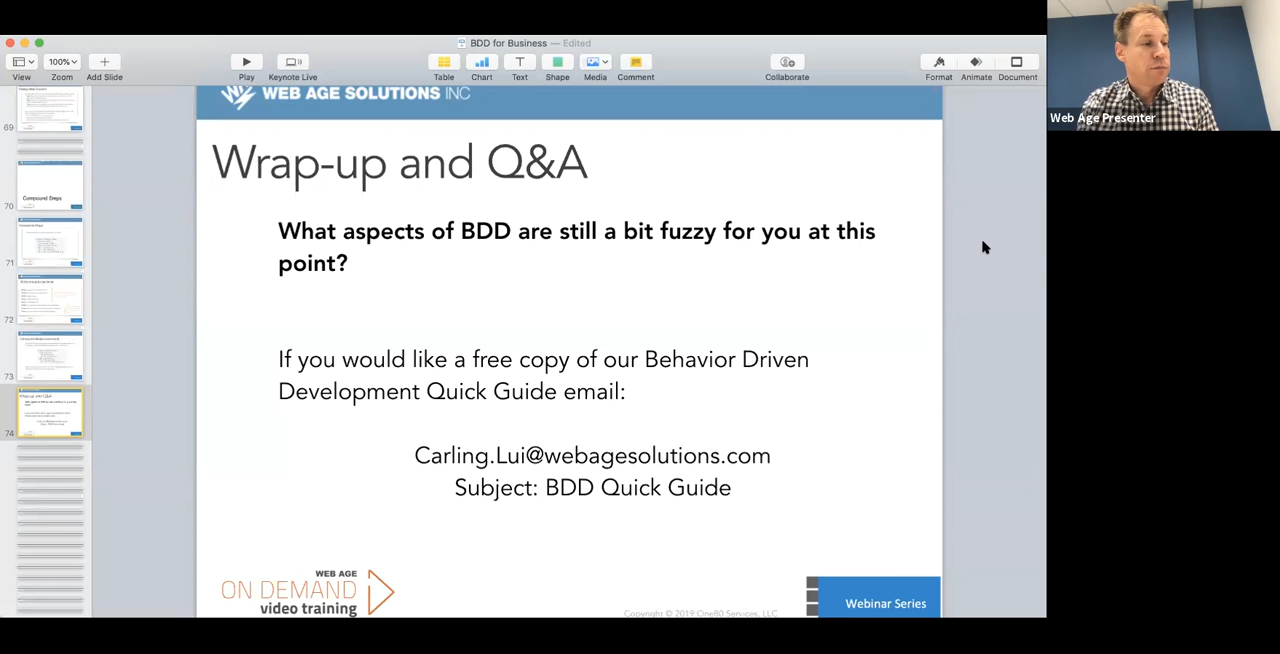 BDD for Business — Edited
View
100%
Zoom
Add Slide
Play
Keynote Live
Table
Chart
Text
Shape
Media
Comment
Collaborate
Format
Animate
Document
Web Age Presenter
69
70
Compound Steps
71
72
73
Wrap-up and Q&A
74
WEB AGE SOLUTIONS INC
Wrap-up and Q&A
What aspects of BDD are still a bit fuzzy for you at this
point?
If you would like a free copy of our Behavior Driven
Development Quick Guide email:
Carling.Lui@webagesolutions.com
Subject: BDD Quick Guide
WEB AGE
ON DEMAND
video training
Copyright © 2019 One80 Services, LLC
Webinar Series